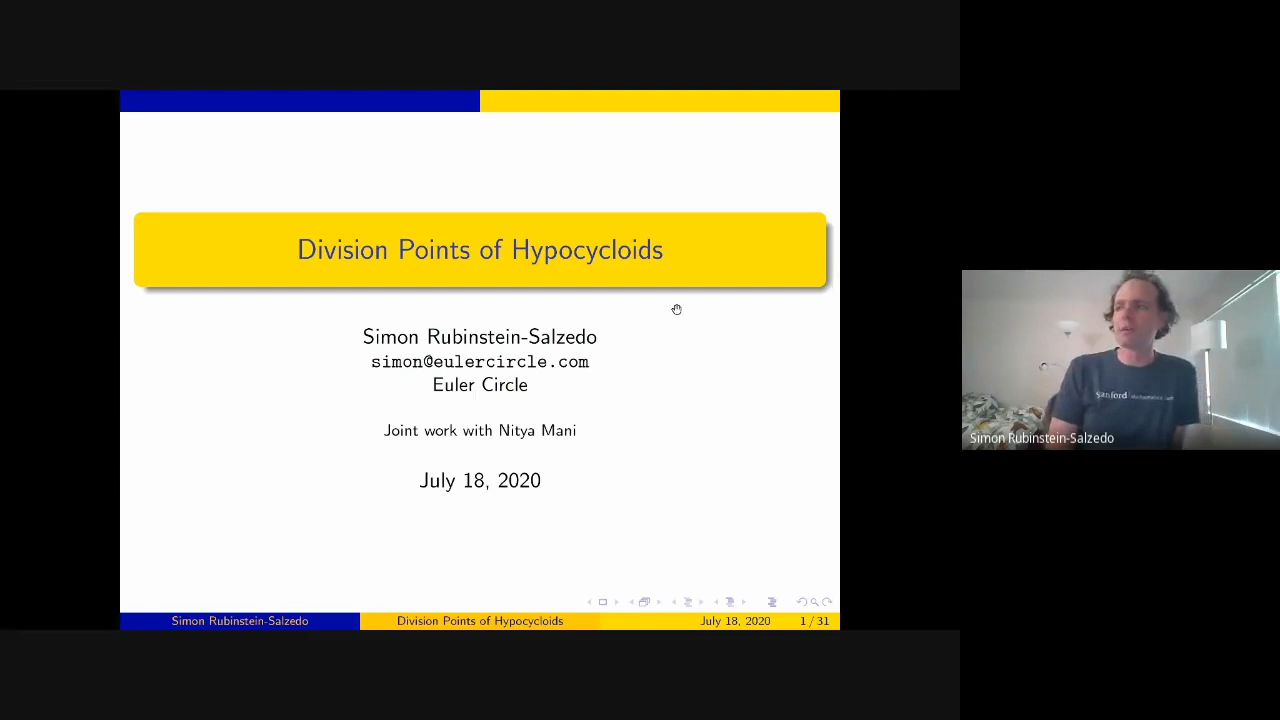 Division Points of Hypocycloids
Simon Rubinstein-Salzedo
simon@eulercircle.com
Euler Circle
Joint work with Nitya Mani
July 18, 2020
Simon Rubinstein-Salzedo
Division Points of Hypocycloids
July 18, 2020
1 / 31
Stanford
Simon Rubinstein-Salzedo